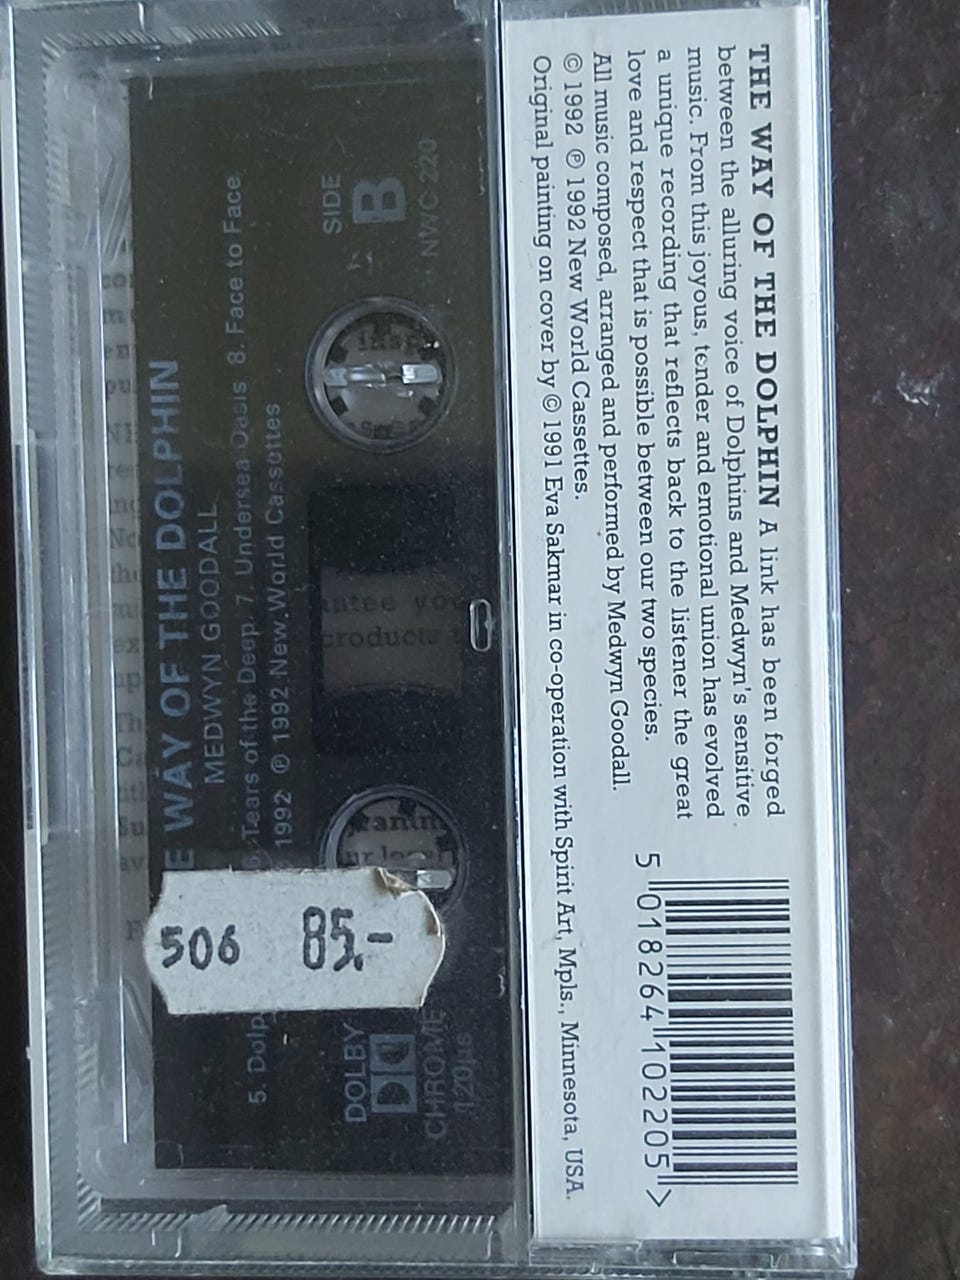 THE WAY OF THE DOLPHIN A link has been forged
between the alluring voice of Dolphins and Medwyn's sensitive
music. From this joyous, tender and emotional union has evolved
a unique recording that reflects back to the listener the great
love and respect that is possible between our two species.
All music composed, arranged and performed by Medwyn Goodall.
© 1992 ℗ 1992 New World Cassettes.
Original painting on cover by © 1991 Eva Sakmar in co-operation with Spirit Art, Mpls., Minnesota, USA.
5 018264 102205 >
SIDE
B
NWC 220
DOLBY
CHROME
120µs
E WAY OF THE DOLPHIN
MEDWYN GOODALL
5. Dolp
6. Tears of the Deep. 7. Undersea Oasis 8. Face to Face
1992 ℗ 1992 New World Cassettes
506 85.-
antee yo
products